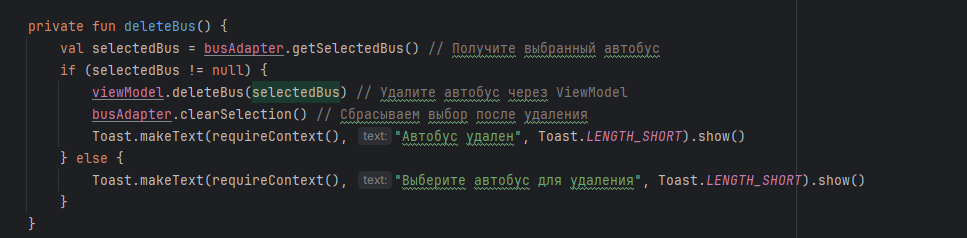 private fun deleteBus() {
val selectedBus = busAdapter.getSelectedBus() // Получите выбранный автобус
if (selectedBus != null) {
viewModel.deleteBus(selectedBus) // Удалите автобус через ViewModel
busAdapter.clearSelection() // Сбрасываем выбор после удаления
Toast.makeText(requireContext(), text: "Автобус удален", Toast.LENGTH_SHORT).show()
} else {
Toast.makeText(requireContext(), text: "Выберите автобус для удаления", Toast.LENGTH_SHORT).show()
}
}